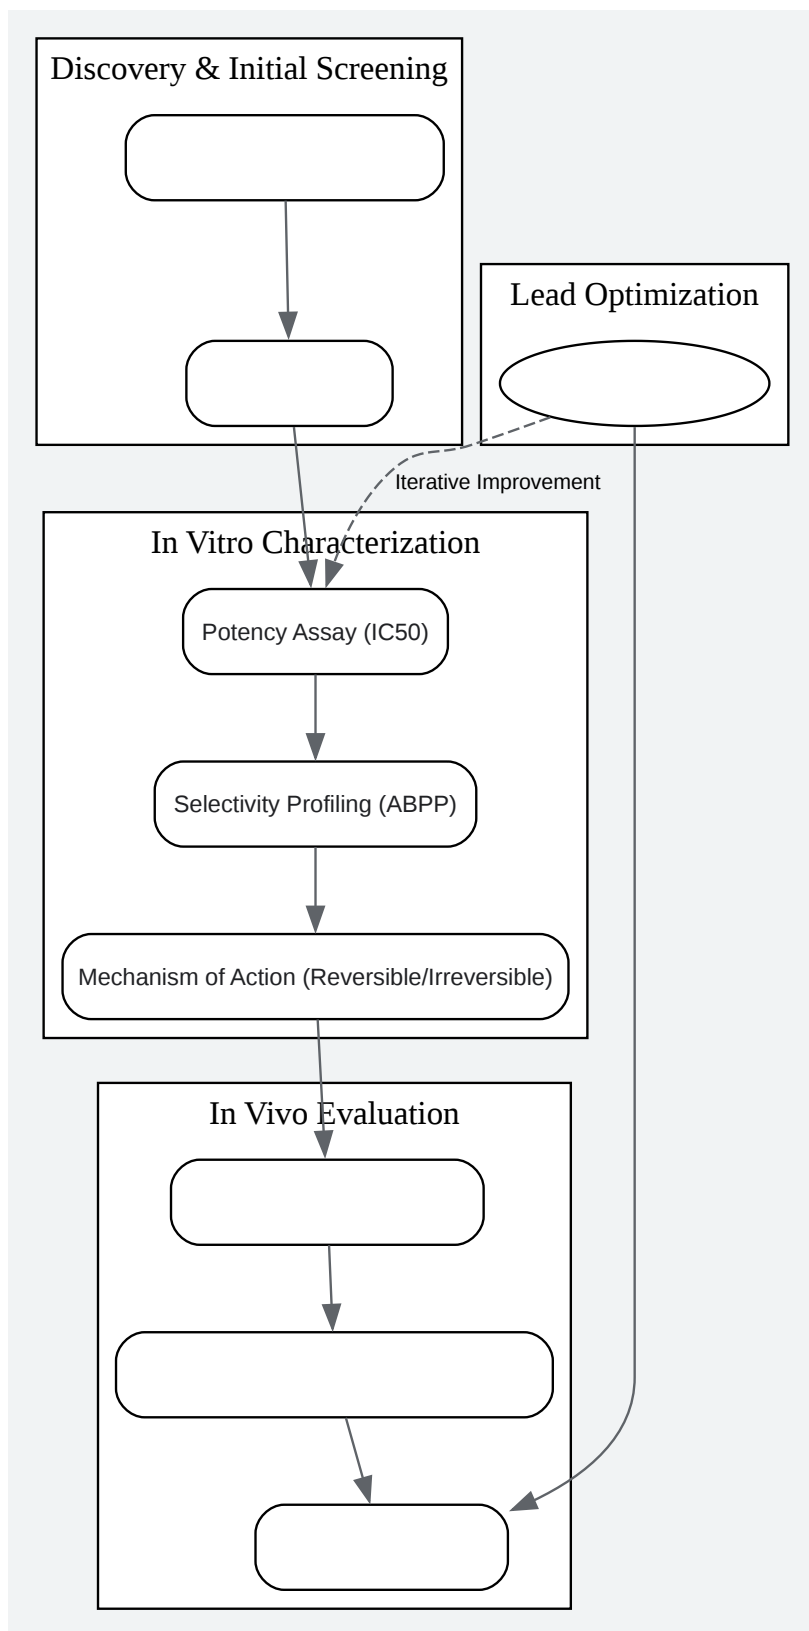 Discovery & Initial Screening
Lead Optimization
Iterative Improvement
In Vitro Characterization
Potency Assay (IC50)
Selectivity Profiling (ABPP)
Mechanism of Action (Reversible/Irreversible)
In Vivo Evaluation